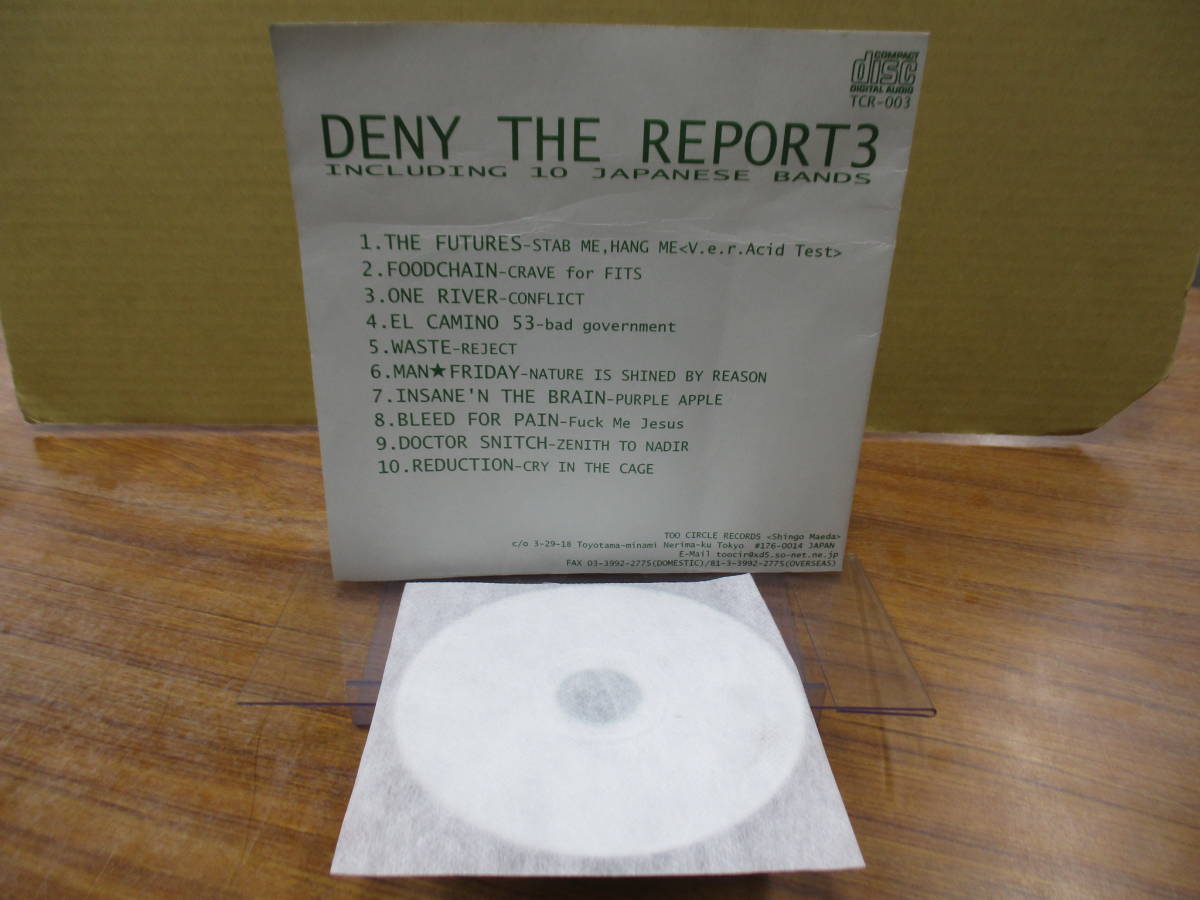 COMPACT
disc
DIGITAL AUDIO
TCR-003
DENY THE REPORT3
INCLUDING 10 JAPANESE BANDS
1.THE FUTURES-STAB ME,HANG ME<V.e.r.Acid Test>
2.FOODCHAIN-CRAVE for FITS
3.ONE RIVER-CONFLICT
4.EL CAMINO 53-bad government
5.WASTE-REJECT
6.MAN★FRIDAY-NATURE IS SHINED BY REASON
7.INSANE'N THE BRAIN-PURPLE APPLE
8.BLEED FOR PAIN-Fuck Me Jesus
9.DOCTOR SNITCH-ZENITH TO NADIR
10.REDUCTION-CRY IN THE CAGE
TOO CIRCLE RECORDS <Shingo Maeda>
c/o 3-29-18 Toyotama-minami Nerima-ku Tokyo #176-0014 JAPAN
E-Mail toocir@xd5.so-net.ne.jp
FAX 03-3992-2775(DOMESTIC)/81-3-3992-2775(OVERSEAS)